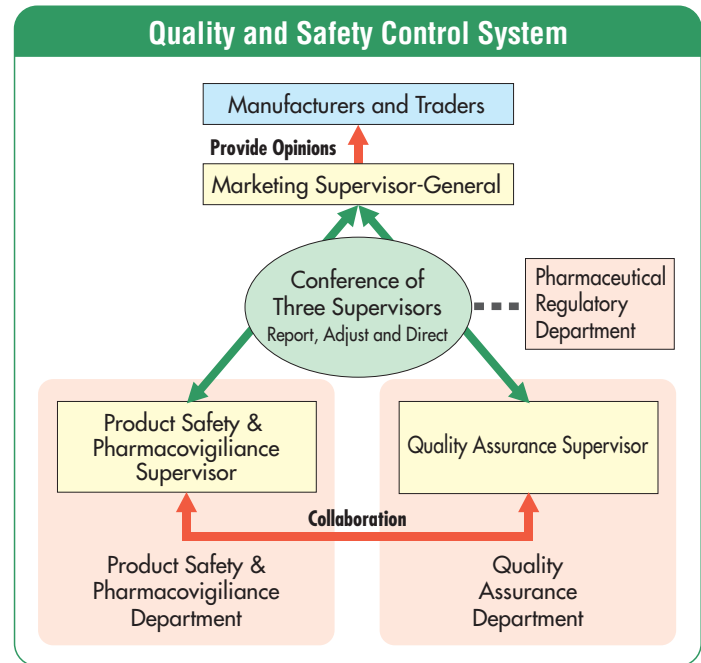 Quality and Safety Control System
Manufacturers and Traders
Provide Opinions
Marketing Supervisor-General
Conference of
Three Supervisors
Report, Adjust and Direct
Pharmaceutical
Regulatory
Department
Product Safety &
Pharmacovigiliance
Supervisor
Quality Assurance Supervisor
Collaboration
Product Safety &
Pharmacovigiliance
Department
Quality
Assurance
Department